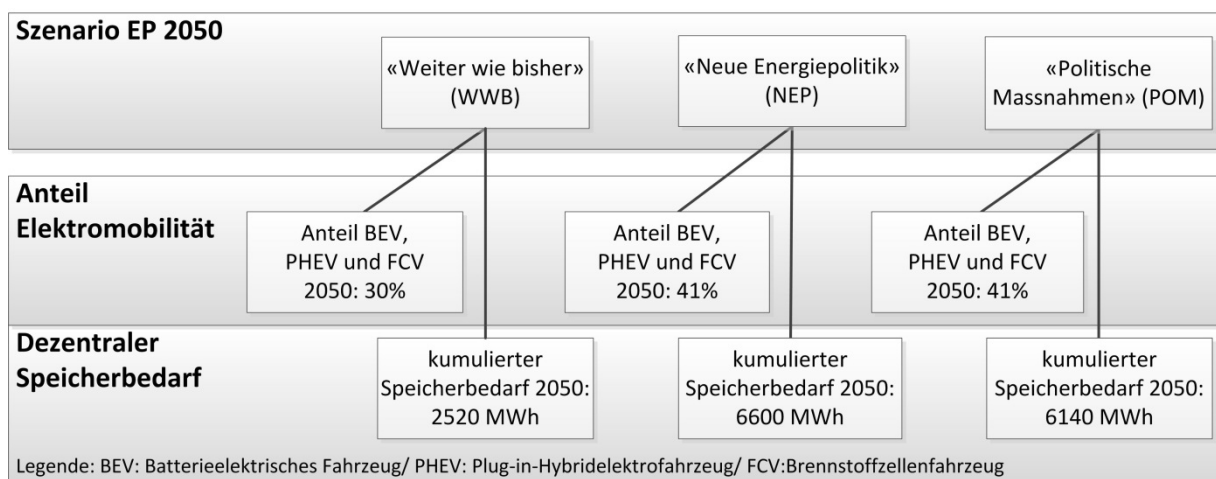 Szenario EP 2050
«Weiter wie bisher»
(WWB)
«Neue Energiepolitik»
(NEP)
«Politische
Massnahmen» (POM)
Anteil
Elektromobilität
Anteil BEV,
PHEV und FCV
2050: 30%
Anteil BEV,
PHEV und FCV
2050: 41%
Anteil BEV,
PHEV und FCV
2050: 41%
Dezentraler
Speicherbedarf
kumulierter
Speicherbedarf 2050:
2520 MWh
kumulierter
Speicherbedarf 2050:
6600 MWh
kumulierter
Speicherbedarf 2050:
6140 MWh
Legende: BEV: Batterieelektrisches Fahrzeug/ PHEV: Plug-in-Hybridelektrofahrzeug/ FCV:Brennstoffzellenfahrzeug